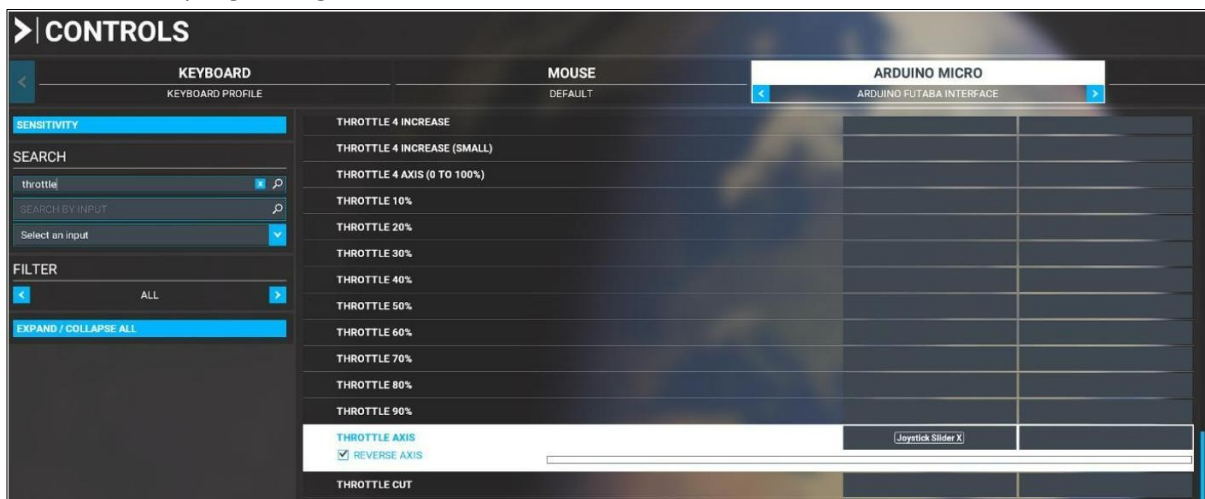 CONTROLS
KEYBOARD
KEYBOARD PROFILE
MOUSE
DEFAULT
ARDUINO MICRO
ARDUINO FUTABA INTERFACE
SENSITIVITY
SEARCH
throttle
SEARCH BY INPUT
Select an input
FILTER
ALL
EXPAND / COLLAPSE ALL
THROTTLE 4 INCREASE
THROTTLE 4 INCREASE (SMALL)
THROTTLE 4 AXIS (0 TO 100%)
THROTTLE 10%
THROTTLE 20%
THROTTLE 30%
THROTTLE 40%
THROTTLE 50%
THROTTLE 60%
THROTTLE 70%
THROTTLE 80%
THROTTLE 90%
THROTTLE AXIS
Joystick Slider X
REVERSE AXIS
THROTTLE CUT